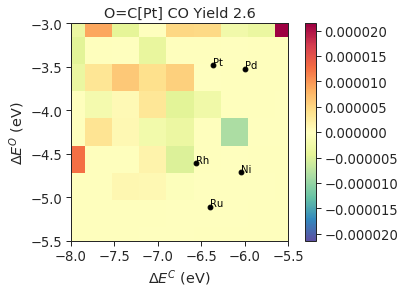 O=C[Pt] CO Yield 2.6
−3.0
−3.5
−4.0
−4.5
−5.0
−5.5
ΔE^O (eV)
Pt
Pd
Rh
Ni
Ru
−8.0 −7.5 −7.0 −6.5 −6.0 −5.5
ΔE^C (eV)
0.000020
0.000015
0.000010
0.000005
0.000000
−0.000005
−0.000010
−0.000015
−0.000020